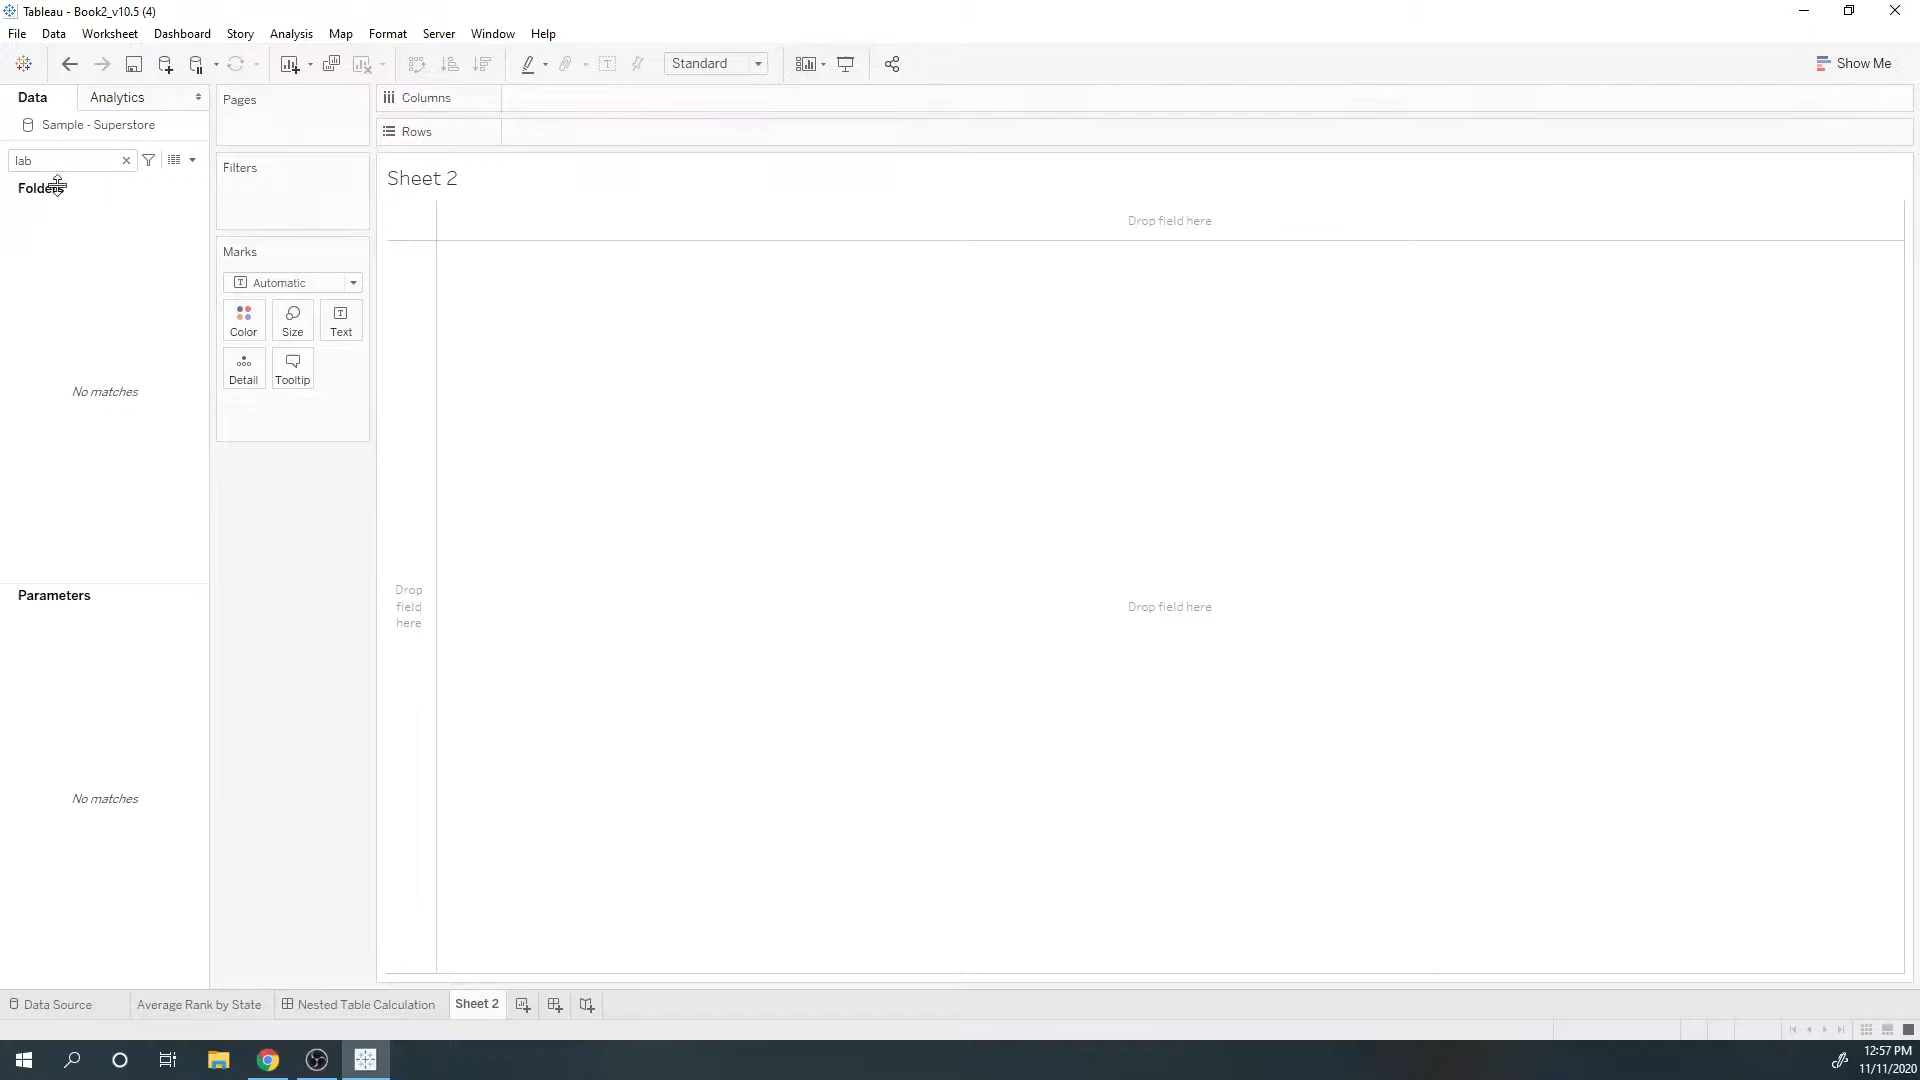 Tableau - Book2_v10.5 (4)
File Data Worksheet Dashboard Story Analysis Map Format Server Window Help
Standard
Show Me
Data Analytics
Pages
Columns
Sample - Superstore
Rows
lab
Filters
Folders
Sheet 2
Drop field here
Marks
Automatic
Color Size Text
Detail Tooltip
No matches
Drop
field
here
Drop field here
Parameters
No matches
Data Source Average Rank by State Nested Table Calculation Sheet 2
12:57 PM
11/11/2020